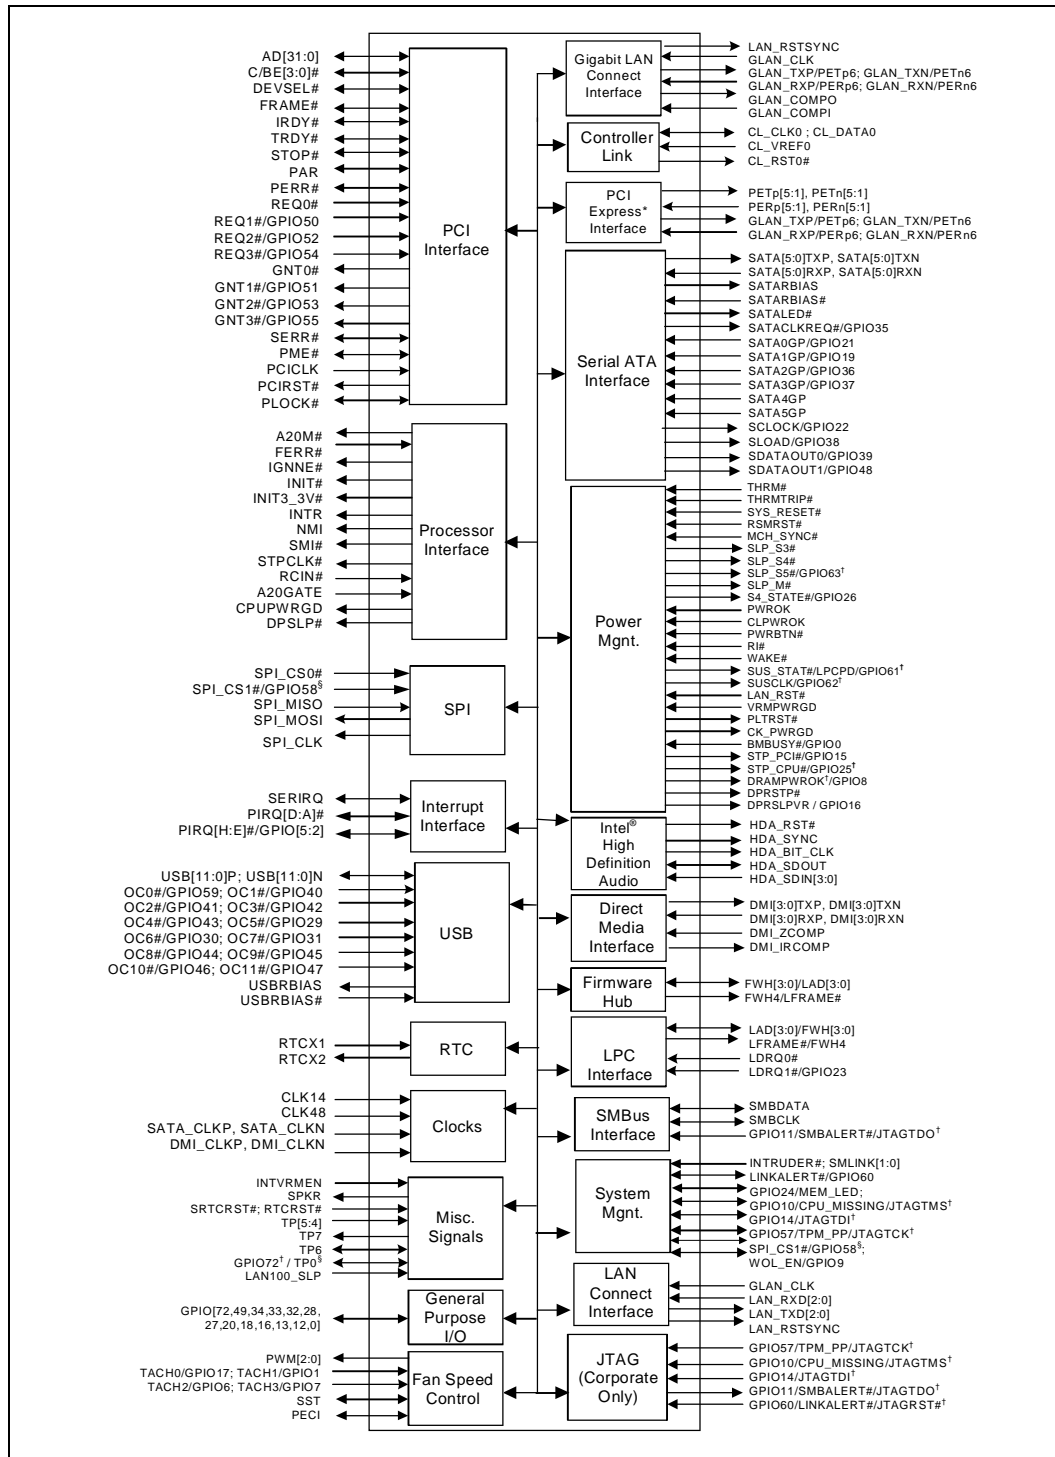 AD[31:0]
C/BE[3:0]#
DEVSEL#
FRAME#
IRDY#
TRDY#
STOP#
PAR
PERR#
REQ0#
REQ1#/GPIO50
REQ2#/GPIO52
REQ3#/GPIO54
GNT0#
GNT1#/GPIO51
GNT2#/GPIO53
GNT3#/GPIO55
SERR#
PME#
PCICLK
PCIRST#
PLOCK#
PCI
Interface
A20M#
FERR#
IGNNE#
INIT#
INIT3_3V#
INTR
NMI
SMI#
STPCLK#
RCIN#
A20GATE
CPUPWRGD
DPSLP#
Processor
Interface
SPI_CS0#
SPI_CS1#/GPIO58§
SPI_MISO
SPI_MOSI
SPI_CLK
SPI
SERIRQ
PIRQ[D:A]#
PIRQ[H:E]#/GPIO[5:2]
Interrupt
Interface
USB[11:0]P; USB[11:0]N
OC0#/GPIO59; OC1#/GPIO40
OC2#/GPIO41; OC3#/GPIO42
OC4#/GPIO43; OC5#/GPIO29
OC6#/GPIO30; OC7#/GPIO31
OC8#/GPIO44; OC9#/GPIO45
OC10#/GPIO46; OC11#/GPIO47
USBRBIAS
USBRBIAS#
USB
RTCX1
RTCX2
RTC
CLK14
CLK48
SATA_CLKP, SATA_CLKN
DMI_CLKP, DMI_CLKN
Clocks
INTVRMEN
SPKR
SRTCRST#; RTCRST#
TP[5:4]
TP7
TP6
GPIO72† / TP0§
LAN100_SLP
Misc.
Signals
GPIO[72,49,34,33,32,28,
27,20,18,16,13,12,0]
General
Purpose
I/O
PWM[2:0]
TACH0/GPIO17; TACH1/GPIO1
TACH2/GPIO6; TACH3/GPIO7
SST
PECI
Fan Speed
Control
Gigabit LAN
Connect
Interface
LAN_RSTSYNC
GLAN_CLK
GLAN_TXP/PETp6; GLAN_TXN/PETn6
GLAN_RXP/PERp6; GLAN_RXN/PERn6
GLAN_COMPO
GLAN_COMPI
Controller
Link
CL_CLK0 ; CL_DATA0
CL_VREF0
CL_RST0#
PCI
Express*
Interface
PETp[5:1], PETn[5:1]
PERp[5:1], PERn[5:1]
GLAN_TXP/PETp6; GLAN_TXN/PETn6
GLAN_RXP/PERp6; GLAN_RXN/PERn6
Serial ATA
Interface
SATA[5:0]TXP, SATA[5:0]TXN
SATA[5:0]RXP, SATA[5:0]RXN
SATARBIAS
SATARBIAS#
SATALED#
SATACLKREQ#/GPIO35
SATA0GP/GPIO21
SATA1GP/GPIO19
SATA2GP/GPIO36
SATA3GP/GPIO37
SATA4GP
SATA5GP
SCLOCK/GPIO22
SLOAD/GPIO38
SDATAOUT0/GPIO39
SDATAOUT1/GPIO48
Power
Mgnt.
THRM#
THRMTRIP#
SYS_RESET#
RSMRST#
MCH_SYNC#
SLP_S3#
SLP_S4#
SLP_S5#/GPIO63†
SLP_M#
S4_STATE#/GPIO26
PWROK
CLPWROK
PWRBTN#
RI#
WAKE#
SUS_STAT#/LPCPD/GPIO61†
SUSCLK/GPIO62†
LAN_RST#
VRMPWRGD
PLTRST#
CK_PWRGD
BMBUSY#/GPIO0
STP_PCI#/GPIO15
STP_CPU#/GPIO25†
DRAMPWROK†/GPIO8
DPRSTP#
DPRSLPVR / GPIO16
Intel®
High
Definition
Audio
HDA_RST#
HDA_SYNC
HDA_BIT_CLK
HDA_SDOUT
HDA_SDIN[3:0]
Direct
Media
Interface
DMI[3:0]TXP, DMI[3:0]TXN
DMI[3:0]RXP, DMI[3:0]RXN
DMI_ZCOMP
DMI_IRCOMP
Firmware
Hub
FWH[3:0]/LAD[3:0]
FWH4/LFRAME#
LPC
Interface
LAD[3:0]/FWH[3:0]
LFRAME#/FWH4
LDRQ0#
LDRQ1#/GPIO23
SMBus
Interface
SMBDATA
SMBCLK
GPIO11/SMBALERT#/JTAGTDO†
System
Mgnt.
INTRUDER#; SMLINK[1:0]
LINKALERT#/GPIO60
GPIO24/MEM_LED;
GPIO10/CPU_MISSING/JTAGTMS†
GPIO14/JTAGTDI†
GPIO57/TPM_PP/JTAGTCK†
SPI_CS1#/GPIO58§;
WOL_EN/GPIO9
LAN
Connect
Interface
GLAN_CLK
LAN_RXD[2:0]
LAN_TXD[2:0]
LAN_RSTSYNC
JTAG
(Corporate
Only)
GPIO57/TPM_PP/JTAGTCK†
GPIO10/CPU_MISSING/JTAGTMS†
GPIO14/JTAGTDI†
GPIO11/SMBALERT#/JTAGTDO†
GPIO60/LINKALERT#/JTAGRST#†